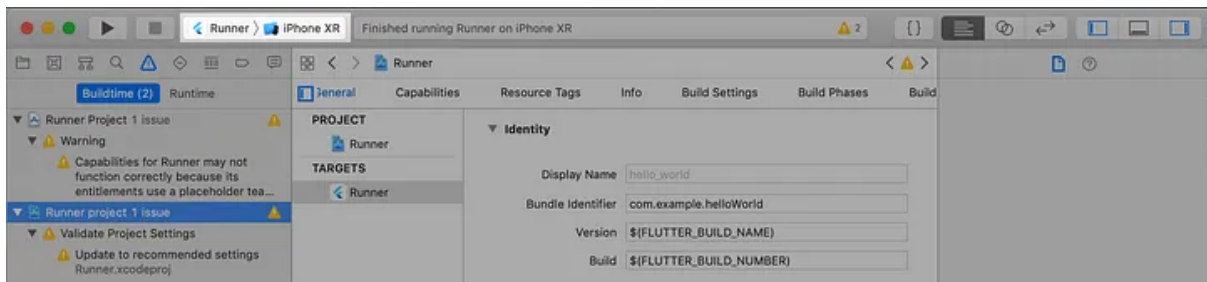 Runner 〉 iPhone XR
Finished running Runner on iPhone XR
2
{ }
Runner
Buildtime (2) Runtime
General Capabilities Resource Tags Info Build Settings Build Phases Build
Runner Project 1 issue
Warning
Capabilities for Runner may not
function correctly because its
entitlements use a placeholder tea...
Runner project 1 issue
Validate Project Settings
Update to recommended settings
Runner.xcodeproj
PROJECT
Runner
TARGETS
Runner
Identity
Display Name hello_world
Bundle Identifier com.example.helloWorld
Version $(FLUTTER_BUILD_NAME)
Build $(FLUTTER_BUILD_NUMBER)